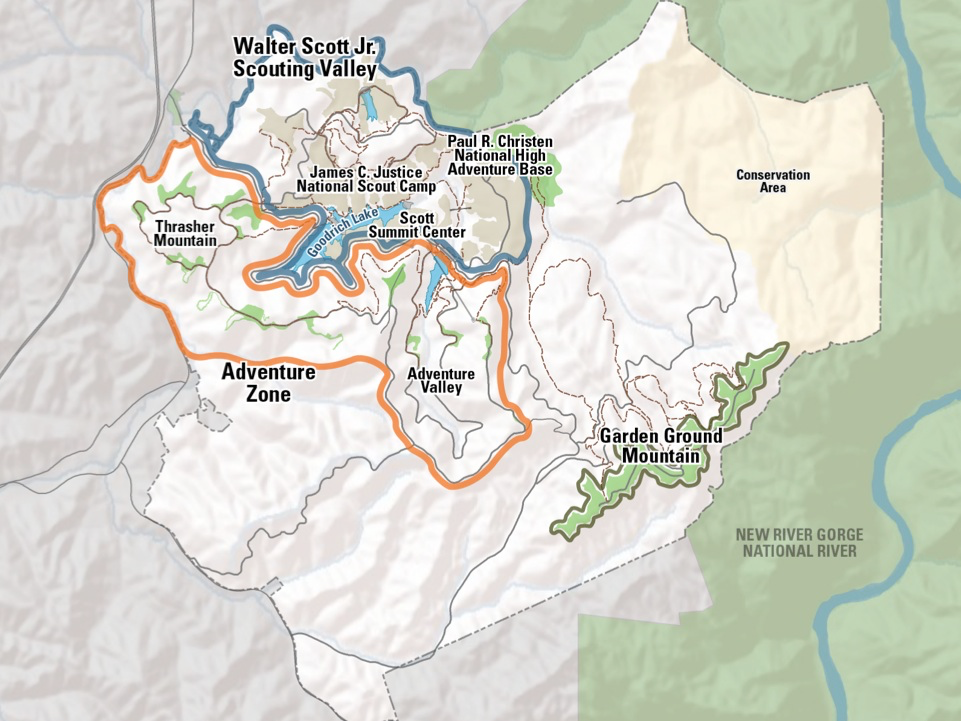 Walter Scott Jr.
Scouting Valley
Paul R. Christen
National High
Adventure Base
James C. Justice
National Scout Camp
Conservation
Area
Thrasher
Mountain
Goodrich Lake
Scott
Summit Center
Adventure
Zone
Adventure
Valley
Garden Ground
Mountain
NEW RIVER GORGE
NATIONAL RIVER